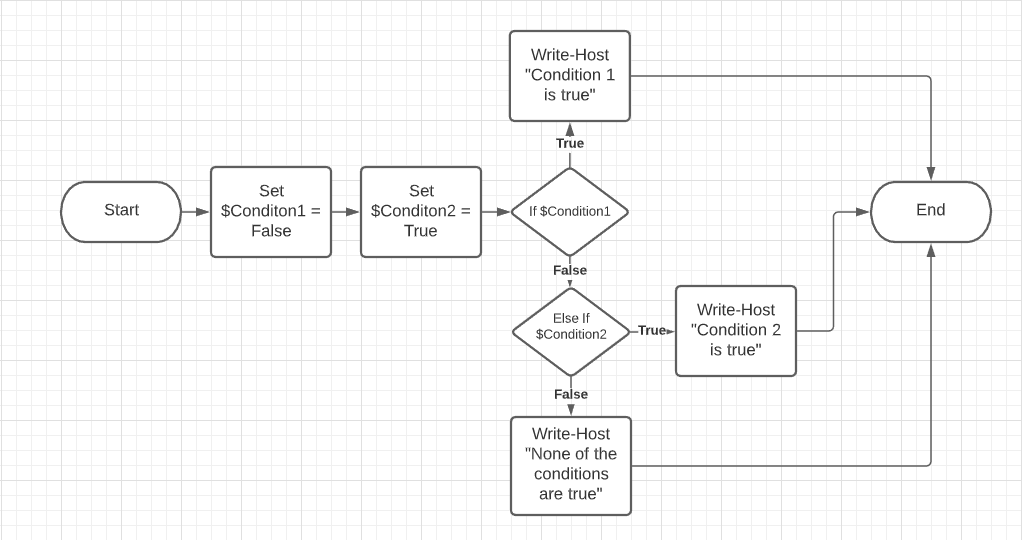 Start
Set
$Conditon1 =
False
Set
$Conditon2 =
True
If $Condition1
True
Write-Host
"Condition 1
is true"
False
Else If
$Condition2
True
Write-Host
"Condition 2
is true"
False
Write-Host
"None of the
conditions
are true"
End